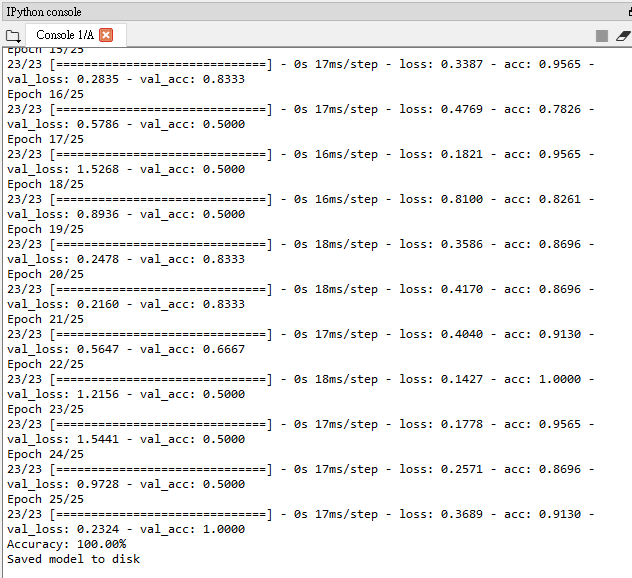 IPython console
Console 1/A
Epoch 15/25
23/23 [==============================] - 0s 17ms/step - loss: 0.3387 - acc: 0.9565 -
val_loss: 0.2835 - val_acc: 0.8333
Epoch 16/25
23/23 [==============================] - 0s 17ms/step - loss: 0.4769 - acc: 0.7826 -
val_loss: 0.5786 - val_acc: 0.5000
Epoch 17/25
23/23 [==============================] - 0s 16ms/step - loss: 0.1821 - acc: 0.9565 -
val_loss: 1.5268 - val_acc: 0.5000
Epoch 18/25
23/23 [==============================] - 0s 16ms/step - loss: 0.8100 - acc: 0.8261 -
val_loss: 0.8936 - val_acc: 0.5000
Epoch 19/25
23/23 [==============================] - 0s 18ms/step - loss: 0.3586 - acc: 0.8696 -
val_loss: 0.2478 - val_acc: 0.8333
Epoch 20/25
23/23 [==============================] - 0s 18ms/step - loss: 0.4170 - acc: 0.8696 -
val_loss: 0.2160 - val_acc: 0.8333
Epoch 21/25
23/23 [==============================] - 0s 17ms/step - loss: 0.4040 - acc: 0.9130 -
val_loss: 0.5647 - val_acc: 0.6667
Epoch 22/25
23/23 [==============================] - 0s 18ms/step - loss: 0.1427 - acc: 1.0000 -
val_loss: 1.2156 - val_acc: 0.5000
Epoch 23/25
23/23 [==============================] - 0s 17ms/step - loss: 0.1778 - acc: 0.9565 -
val_loss: 1.5441 - val_acc: 0.5000
Epoch 24/25
23/23 [==============================] - 0s 17ms/step - loss: 0.2571 - acc: 0.8696 -
val_loss: 0.9728 - val_acc: 0.5000
Epoch 25/25
23/23 [==============================] - 0s 17ms/step - loss: 0.3689 - acc: 0.9130 -
val_loss: 0.2324 - val_acc: 1.0000
Accuracy: 100.00%
Saved model to disk